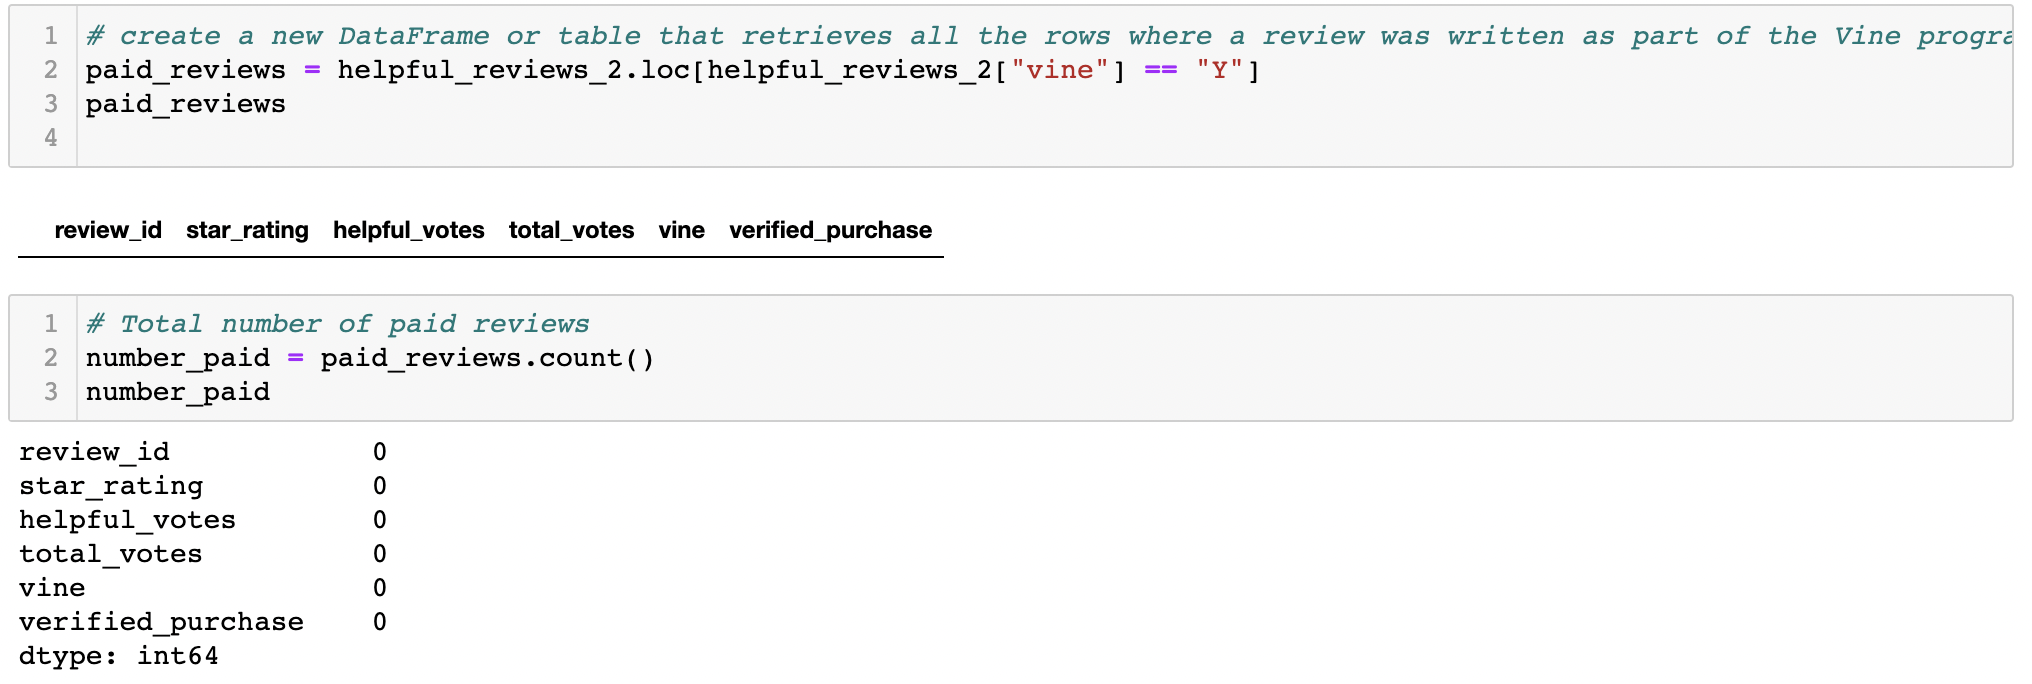 1 # create a new DataFrame or table that retrieves all the rows where a review was written as part of the Vine progra
2 paid_reviews = helpful_reviews_2.loc[helpful_reviews_2["vine"] == "Y"]
3 paid_reviews
4
review_id star_rating helpful_votes total_votes vine verified_purchase
1 # Total number of paid reviews
2 number_paid = paid_reviews.count()
3 number_paid
review_id 0
star_rating 0
helpful_votes 0
total_votes 0
vine 0
verified_purchase 0
dtype: int64